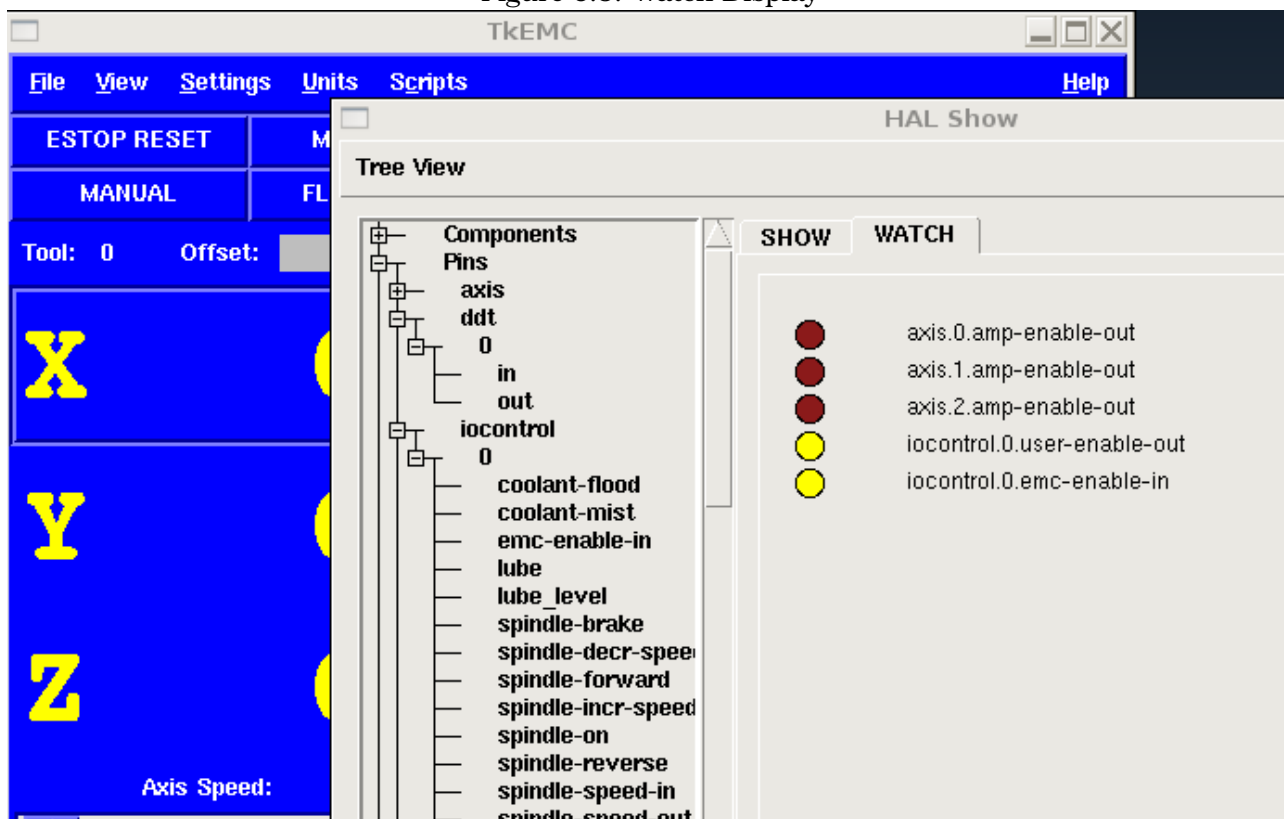 TkEMC
File View Settings Units Scripts Help
ESTOP RESET
MANUAL
Tool: 0 Offset:
X
Y
Z
Axis Speed:
HAL Show
Tree View
Components
Pins
axis
ddt
0
in
out
iocontrol
0
coolant-flood
coolant-mist
emc-enable-in
lube
lube_level
spindle-brake
spindle-forward
spindle-incr-speed
spindle-on
spindle-reverse
spindle-speed-in
SHOW WATCH
axis.0.amp-enable-out
axis.1.amp-enable-out
axis.2.amp-enable-out
iocontrol.0.user-enable-out
iocontrol.0.emc-enable-in